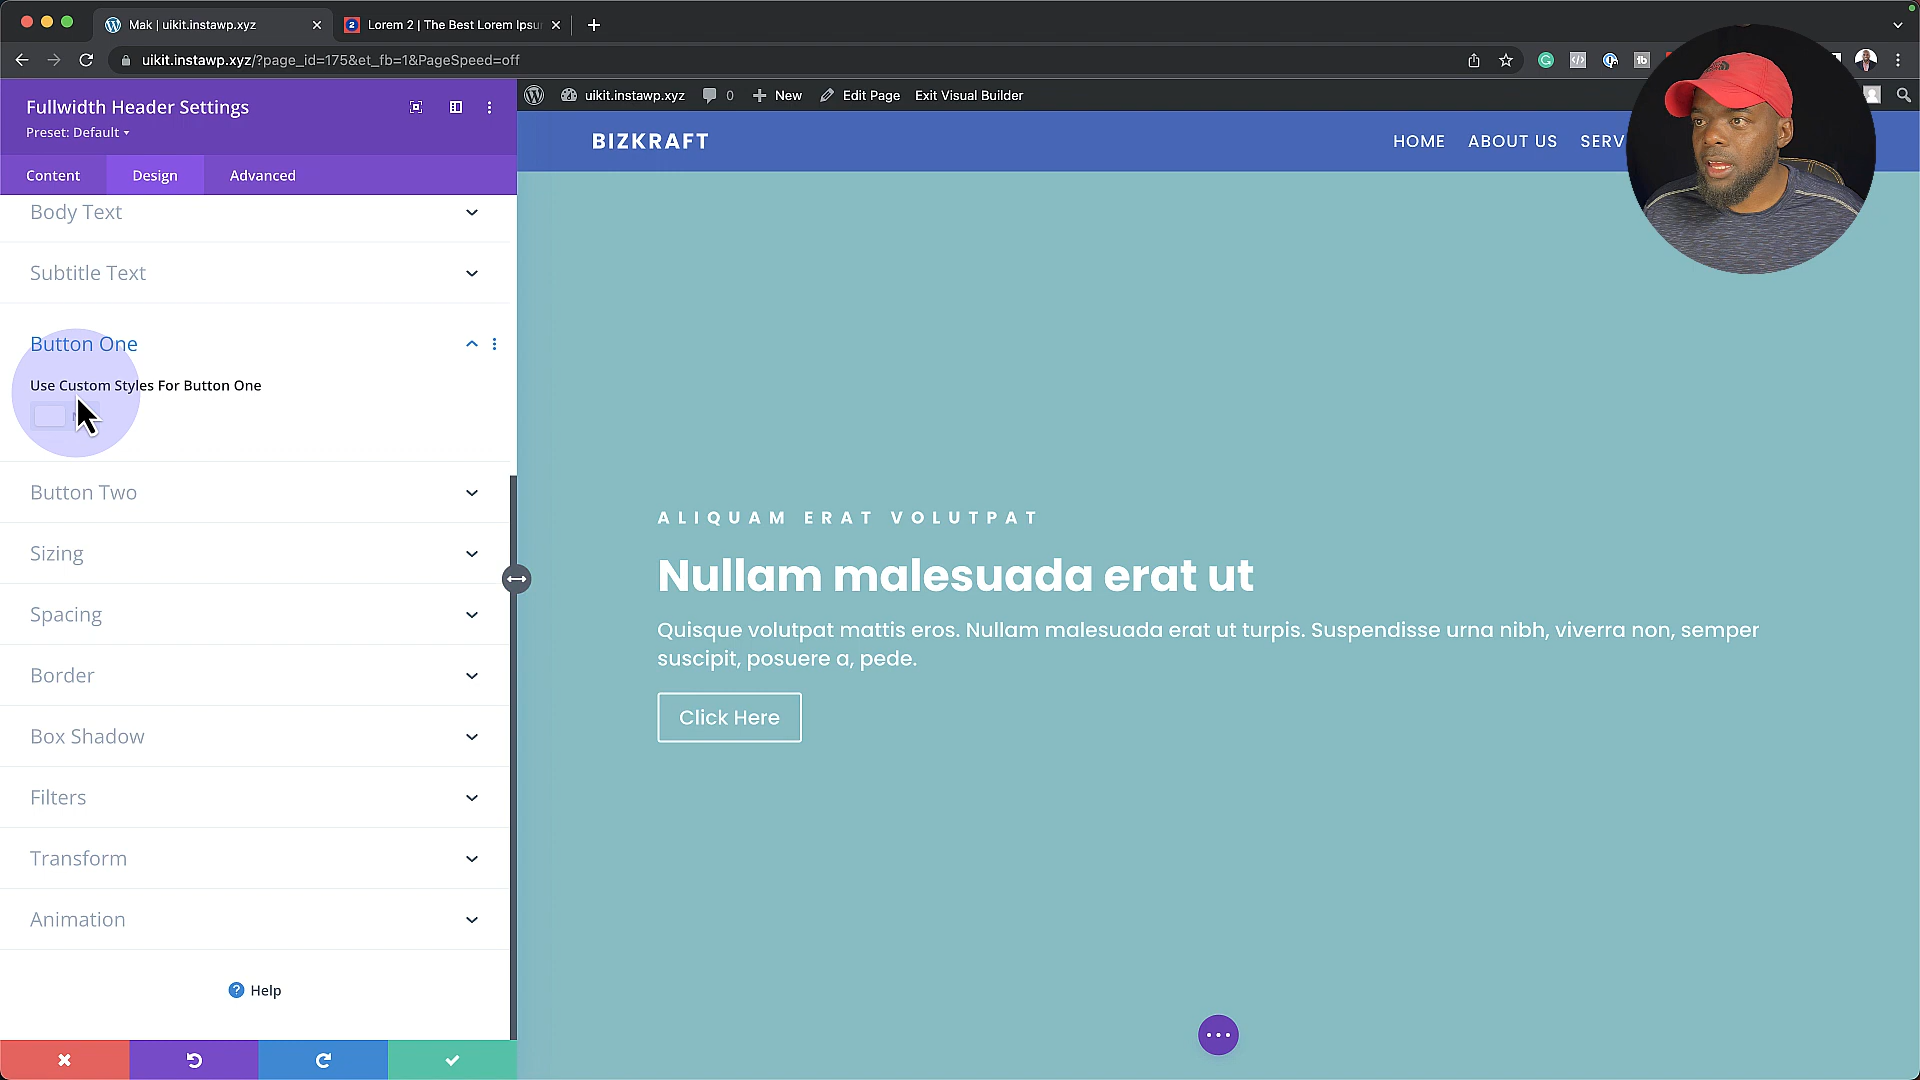 Mak | uikit.instawp.xyz
Lorem 2 | The Best Lorem Ipsu
uikit.instawp.xyz/?page_id=175&et_fb=1&PageSpeed=off
Fullwidth Header Settings
Preset: Default
Content
Design
Advanced
Body Text
Subtitle Text
Button One
Use Custom Styles For Button One
Button Two
Sizing
Spacing
Border
Box Shadow
Filters
Transform
Animation
Help
uikit.instawp.xyz
0
New
Edit Page
Exit Visual Builder
BIZKRAFT
HOME
ABOUT US
SERV
ALIQUAM ERAT VOLUTPAT
Nullam malesuada erat ut
Quisque volutpat mattis eros. Nullam malesuada erat ut turpis. Suspendisse urna nibh, viverra non, semper
suscipit, posuere a, pede.
Click Here